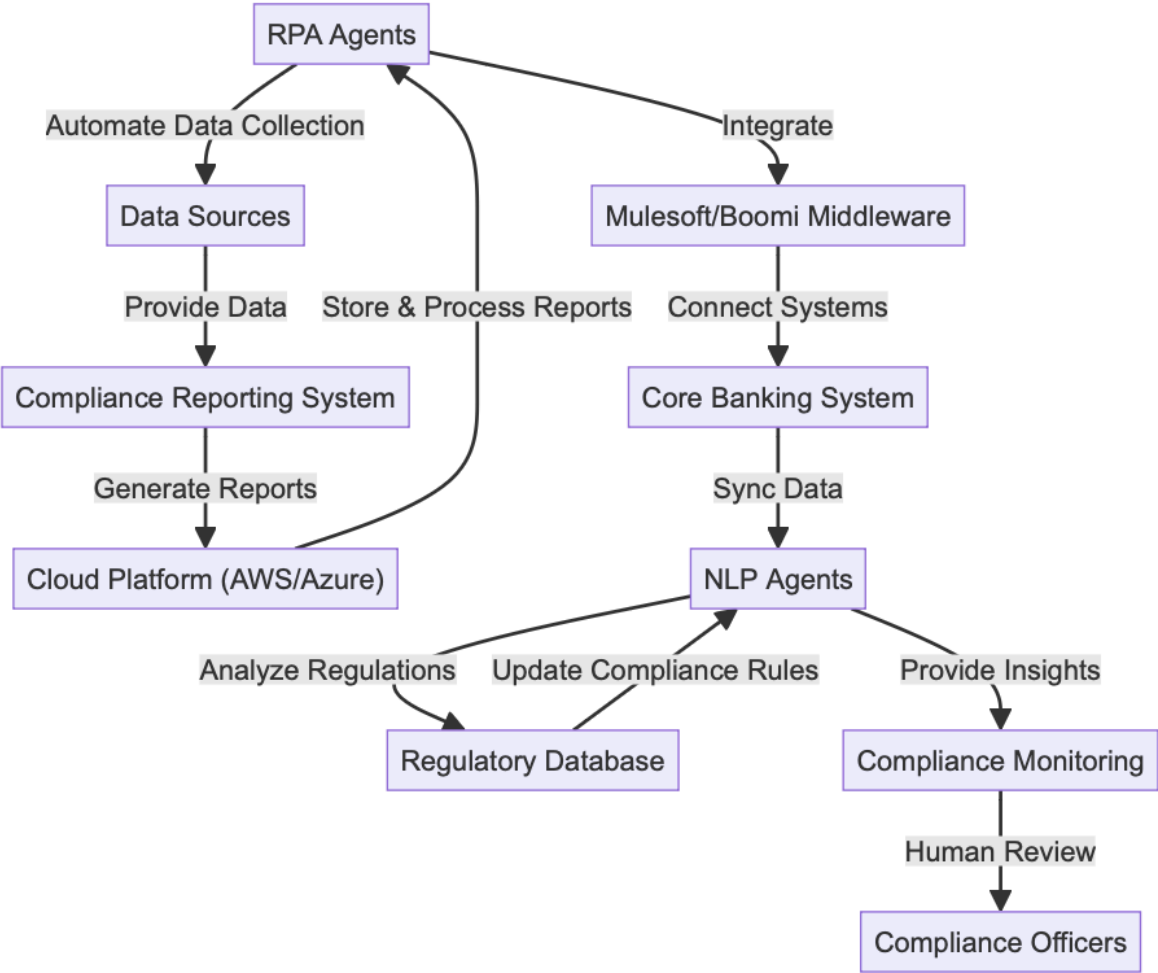 RPA Agents
Automate Data Collection
Integrate
Data Sources
Mulesoft/Boomi Middleware
Provide Data
Store & Process Reports
Connect Systems
Compliance Reporting System
Core Banking System
Generate Reports
Sync Data
Cloud Platform (AWS/Azure)
NLP Agents
Analyze Regulations
Update Compliance Rules
Provide Insights
Regulatory Database
Compliance Monitoring
Human Review
Compliance Officers